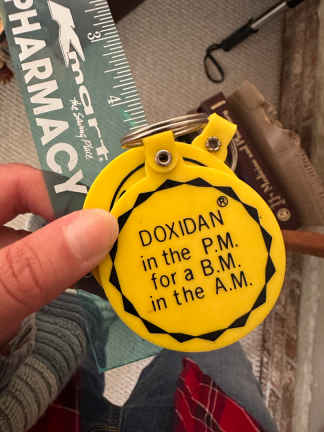 Kmart
the Saving Place
PHARMACY
3
4
DOXIDAN®
in the P.M.
for a B.M.
in the A.M.